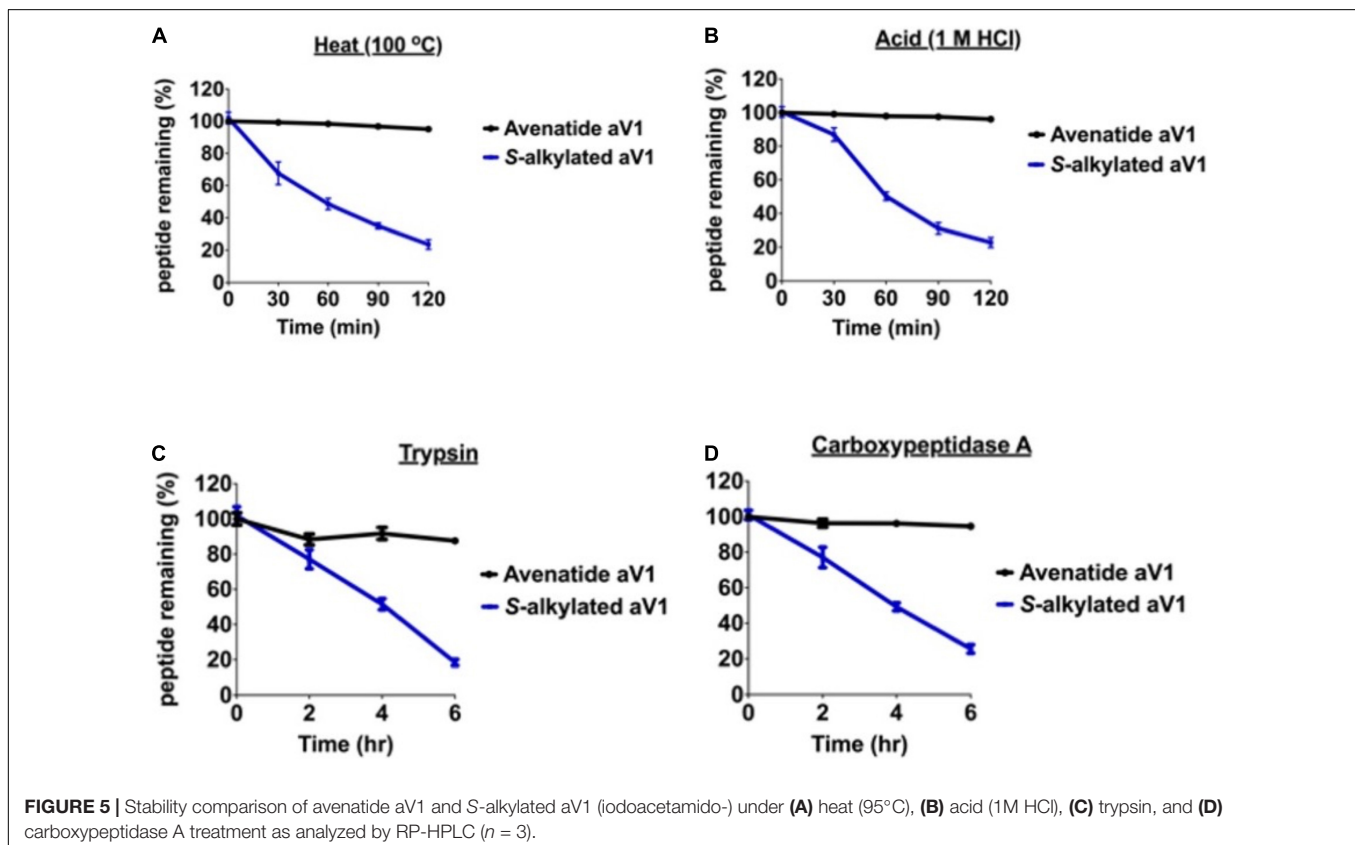 A
Heat (100 °C)
peptide remaining (%)
120
100
80
60
40
20
0
0 30 60 90 120
Time (min)
Avenatide aV1
S-alkylated aV1
B
Acid (1 M HCl)
peptide remaining (%)
120
100
80
60
40
20
0
0 30 60 90 120
Time (min)
Avenatide aV1
S-alkylated aV1
C
Trypsin
peptide remaining (%)
120
100
80
60
40
20
0
0 2 4 6
Time (hr)
Avenatide aV1
S-alkylated aV1
D
Carboxypeptidase A
120
100
80
60
40
20
0
0 2 4 6
Time (hr)
Avenatide aV1
S-alkylated aV1
FIGURE 5 | Stability comparison of avenatide aV1 and S-alkylated aV1 (iodoacetamido-) under (A) heat (95°C), (B) acid (1M HCl), (C) trypsin, and (D)
carboxypeptidase A treatment as analyzed by RP-HPLC (n = 3).